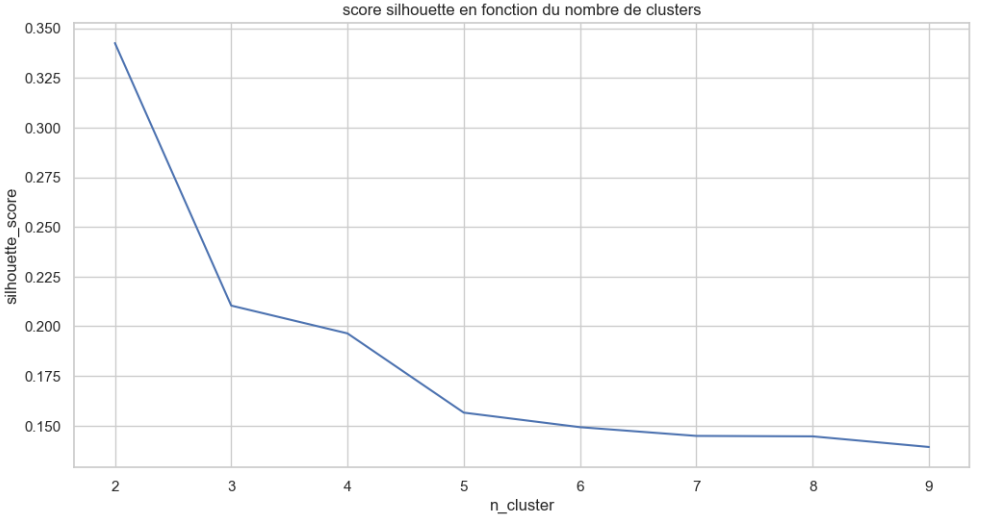 score silhouette en fonction du nombre de clusters
0.350
0.325
0.300
0.275
0.250
0.225
0.200
0.175
0.150
silhouette_score
2 3 4 5 6 7 8 9
n_cluster